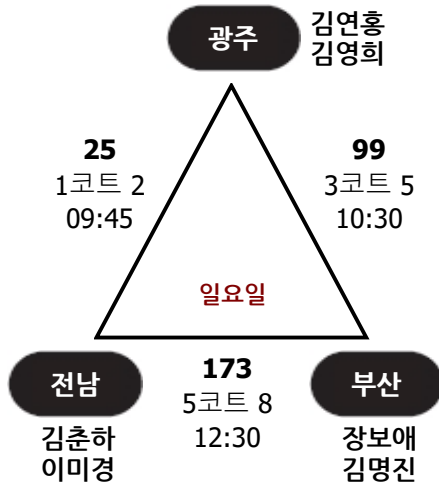 광주
김연홍
김영희
25
1코트 2
09:45
99
3코트 5
10:30
일요일
전남
김춘하
이미경
173
5코트 8
12:30
부산
장보애
김명진